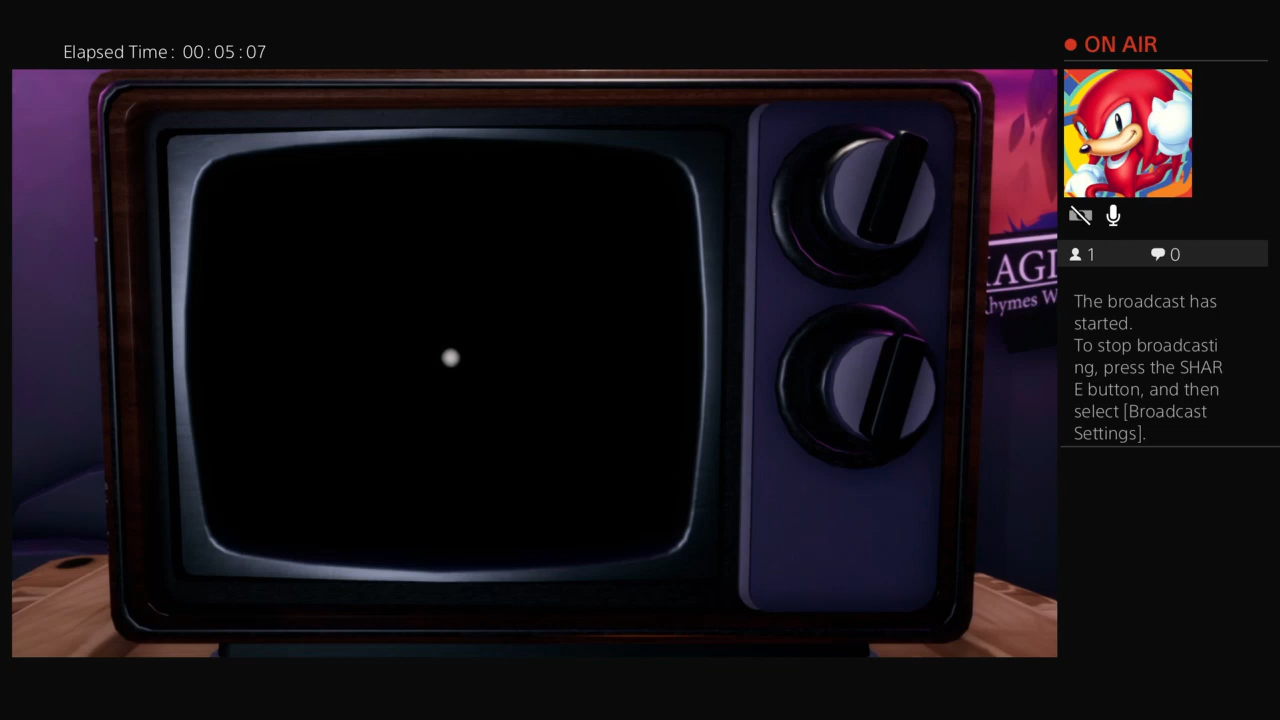 Elapsed Time: 00:05:07
ON AIR
1
0
The broadcast has
started.
To stop broadcasti
ng, press the SHAR
E button, and then
select [Broadcast
Settings].